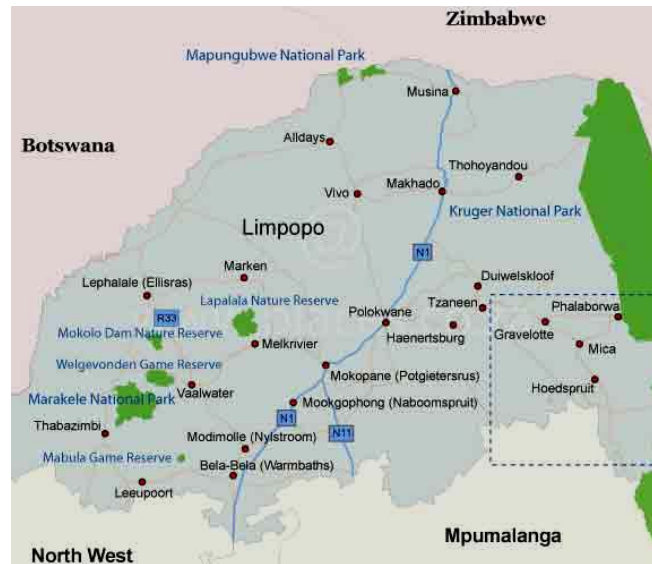 Zimbabwe
Mapungubwe National Park
Musina
Botswana
Alldays
Thohoyandou
Vivo
Makhado
Kruger National Park
Limpopo
N1
Marken
Duiwelskloof
Lephalale (Ellisras)
Lapalala Nature Reserve
Tzaneen
Phalaborwa
R33
Polokwane
Mokolo Dam Nature Reserve
Haenertsburg
Gravelotte
Melkrivier
Mica
Welgevonden Game Reserve
Mokopane (Potgietersrus)
Hoedspruit
Vaalwater
Marakele National Park
Mookgophong (Naboomspruit)
Thabazimbi
N1
N11
Modimolle (Nylstroom)
Mabula Game Reserve
Bela-Bela (Warmbaths)
Leeupoort
Mpumalanga
North West